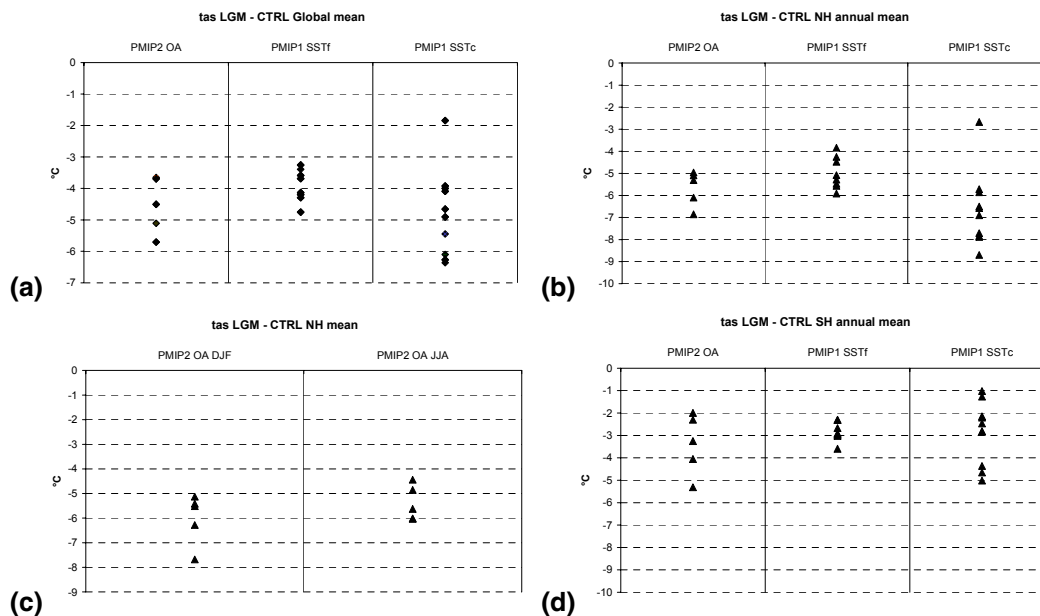 tas LGM - CTRL Global mean
PMIP2 OA PMIP1 SSTf PMIP1 SSTc
0
-1
-2
-3
-4
-5
-6
-7
°C
(a)
tas LGM - CTRL NH annual mean
PMIP2 OA PMIP1 SSTf PMIP1 SSTc
0
-1
-2
-3
-4
-5
-6
-7
-8
-9
-10
°C
(b)
tas LGM - CTRL NH mean
PMIP2 OA DJF PMIP2 OA JJA
0
-1
-2
-3
-4
-5
-6
-7
-8
-9
°C
(c)
tas LGM - CTRL SH annual mean
PMIP2 OA PMIP1 SSTf PMIP1 SSTc
0
-1
-2
-3
-4
-5
-6
-7
-8
-9
-10
°C
(d)